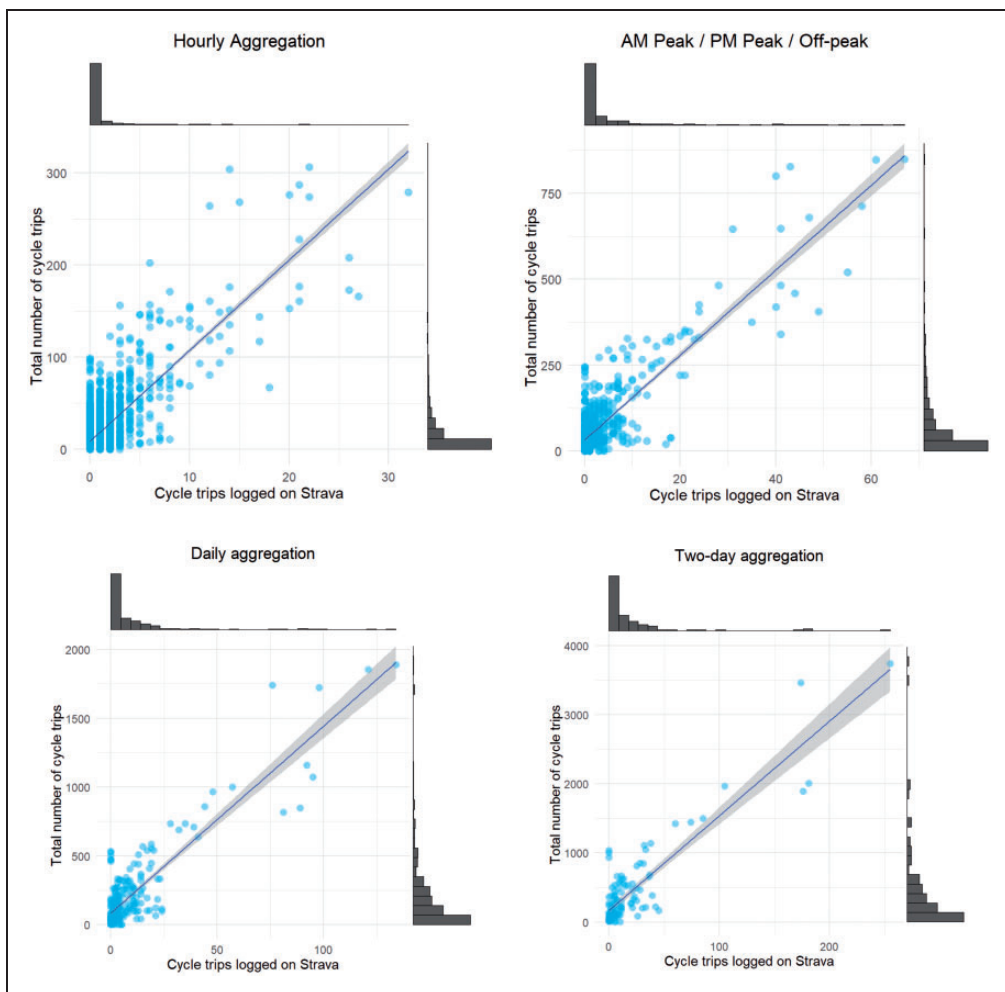 Hourly Aggregation
Total number of cycle trips
300
200
100
0
0 10 20 30
Cycle trips logged on Strava
AM Peak / PM Peak / Off-peak
Total number of cycle trips
750
500
250
0
0 20 40 60
Cycle trips logged on Strava
Daily aggregation
Total number of cycle trips
2000
1500
1000
500
0
0 50 100
Cycle trips logged on Strava
Two-day aggregation
Total number of cycle trips
4000
3000
2000
1000
0
0 100 200
Cycle trips logged on Strava